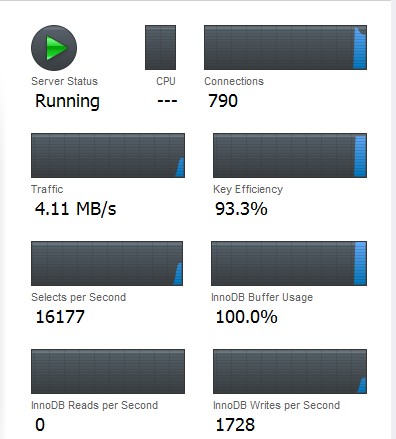 Server Status CPU Connections
Running --- 790
Traffic Key Efficiency
4.11 MB/s 93.3%
Selects per Second InnoDB Buffer Usage
16177 100.0%
InnoDB Reads per Second InnoDB Writes per Second
0 1728